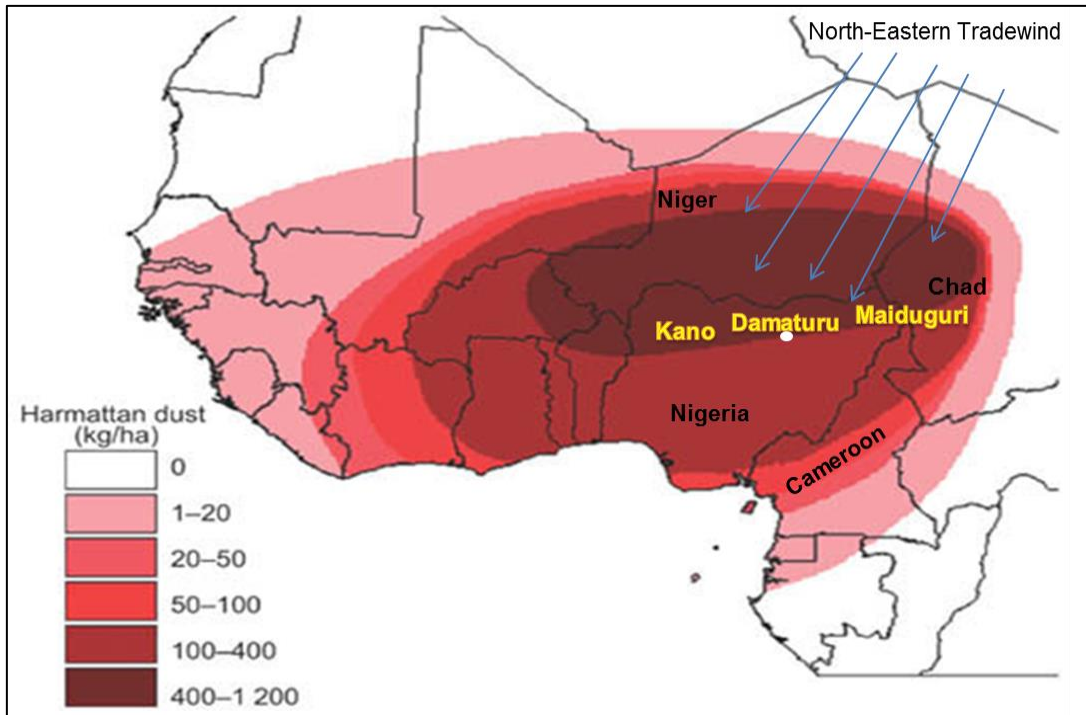 North-Eastern Tradewind
Niger
Chad
Kano
Damaturu
Maiduguri
Nigeria
Cameroon
Harmattan dust
(kg/ha)
0
1–20
20–50
50–100
100–400
400–1 200